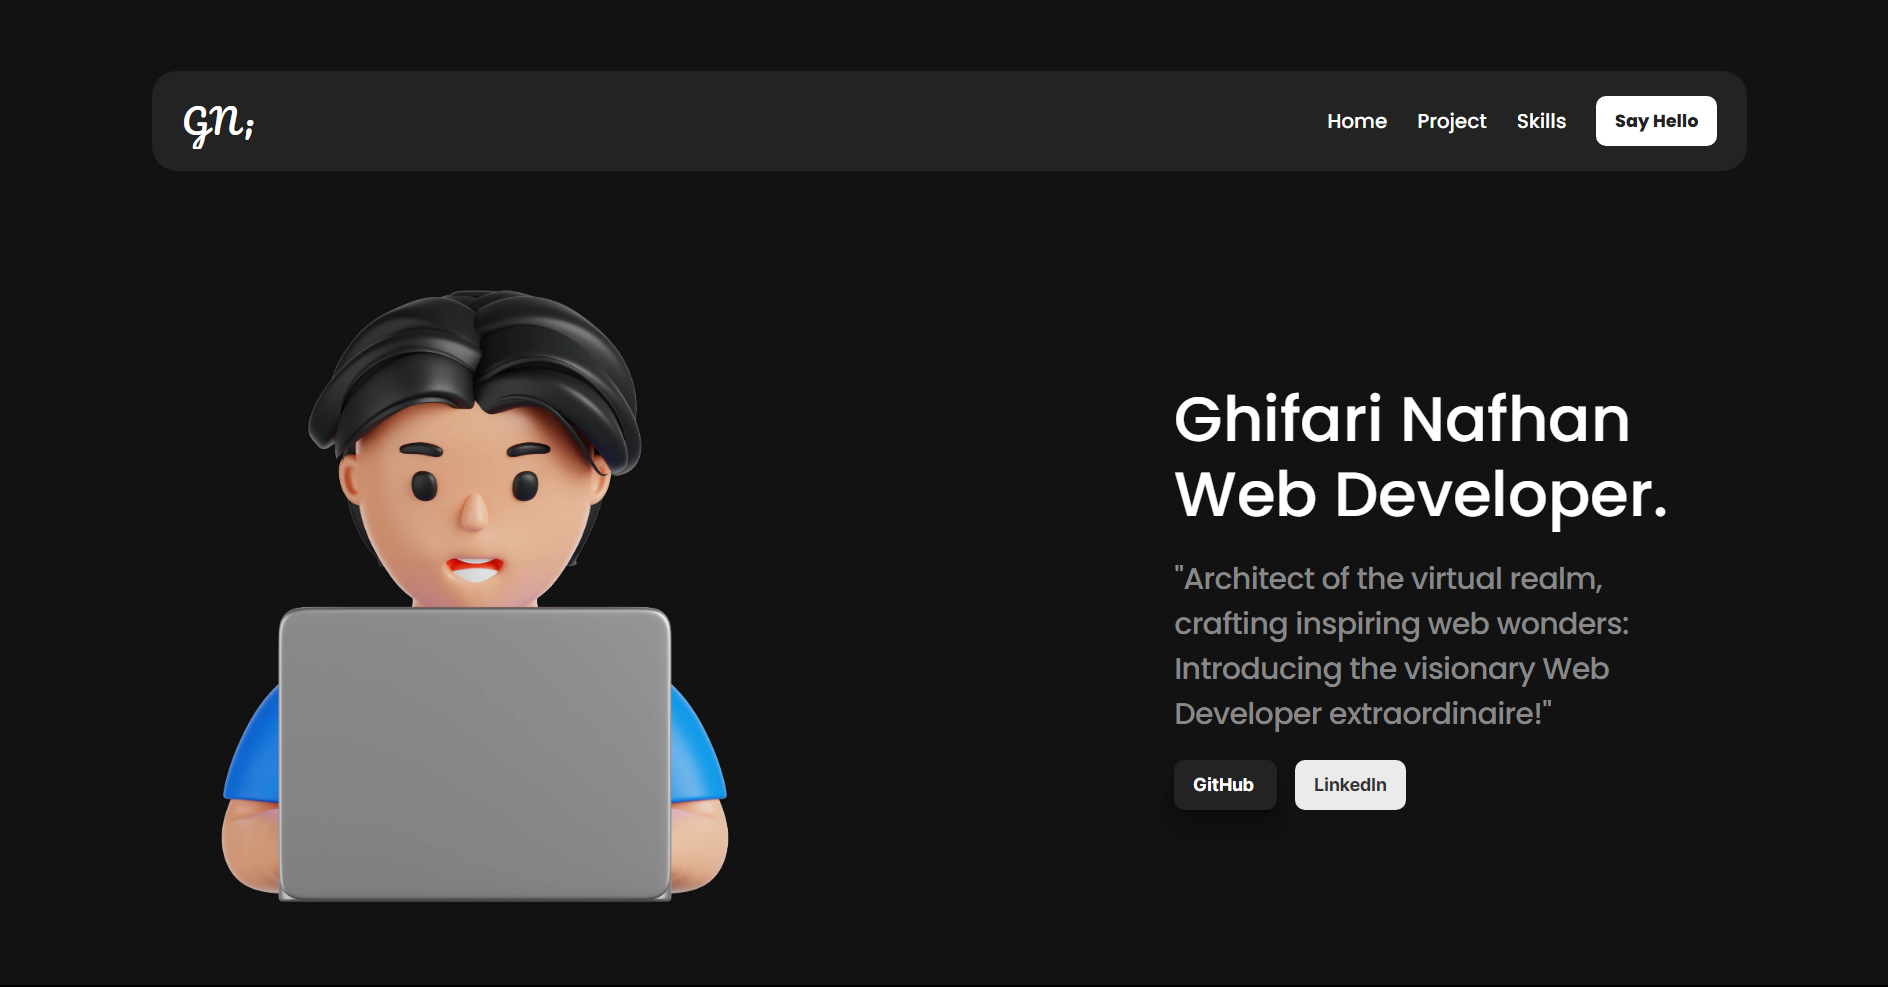 GN;
Home Project Skills Say Hello
Ghifari Nafhan
Web Developer.
"Architect of the virtual realm,
crafting inspiring web wonders:
Introducing the visionary Web
Developer extraordinaire!"
GitHub LinkedIn